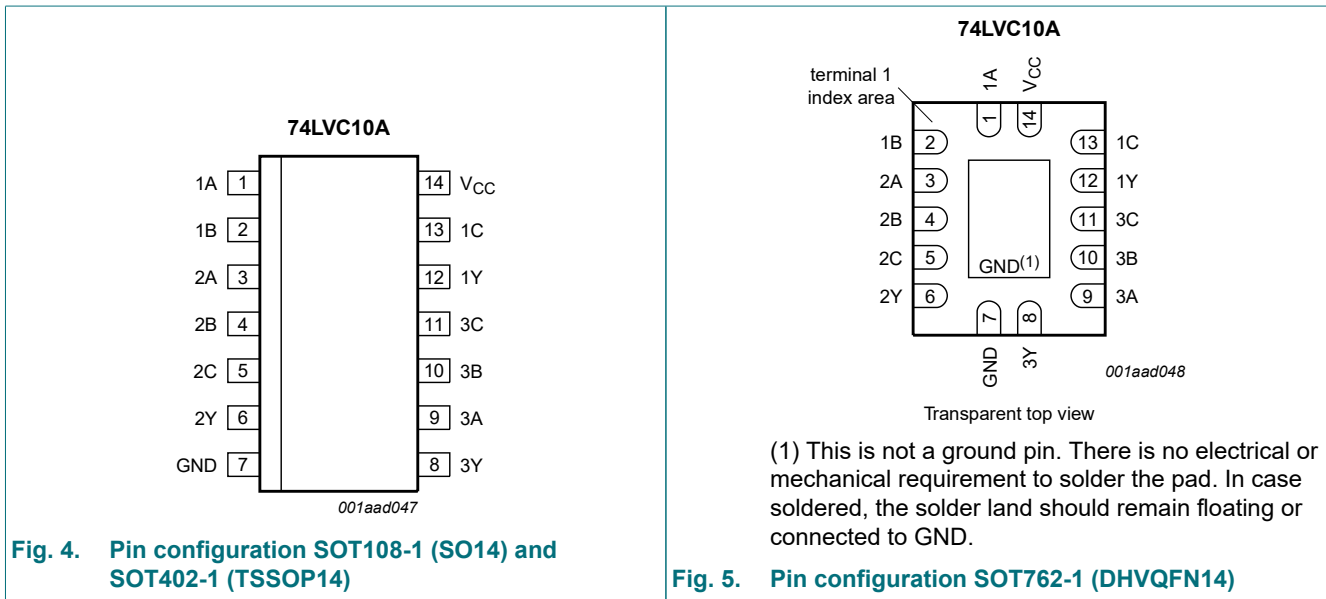 74LVC10A
1A 1
1B 2
2A 3
2B 4
2C 5
2Y 6
GND 7
14 VCC
13 1C
12 1Y
11 3C
10 3B
9 3A
8 3Y
001aad047
Fig. 4. Pin configuration SOT108-1 (SO14) and
SOT402-1 (TSSOP14)
74LVC10A
terminal 1
index area
1A
VCC
1
14
1B 2
2A 3
2B 4
2C 5
2Y 6
13 1C
12 1Y
11 3C
10 3B
9 3A
GND(1)
7
8
GND
3Y
001aad048
Transparent top view
(1) This is not a ground pin. There is no electrical or
mechanical requirement to solder the pad. In case
soldered, the solder land should remain floating or
connected to GND.
Fig. 5. Pin configuration SOT762-1 (DHVQFN14)